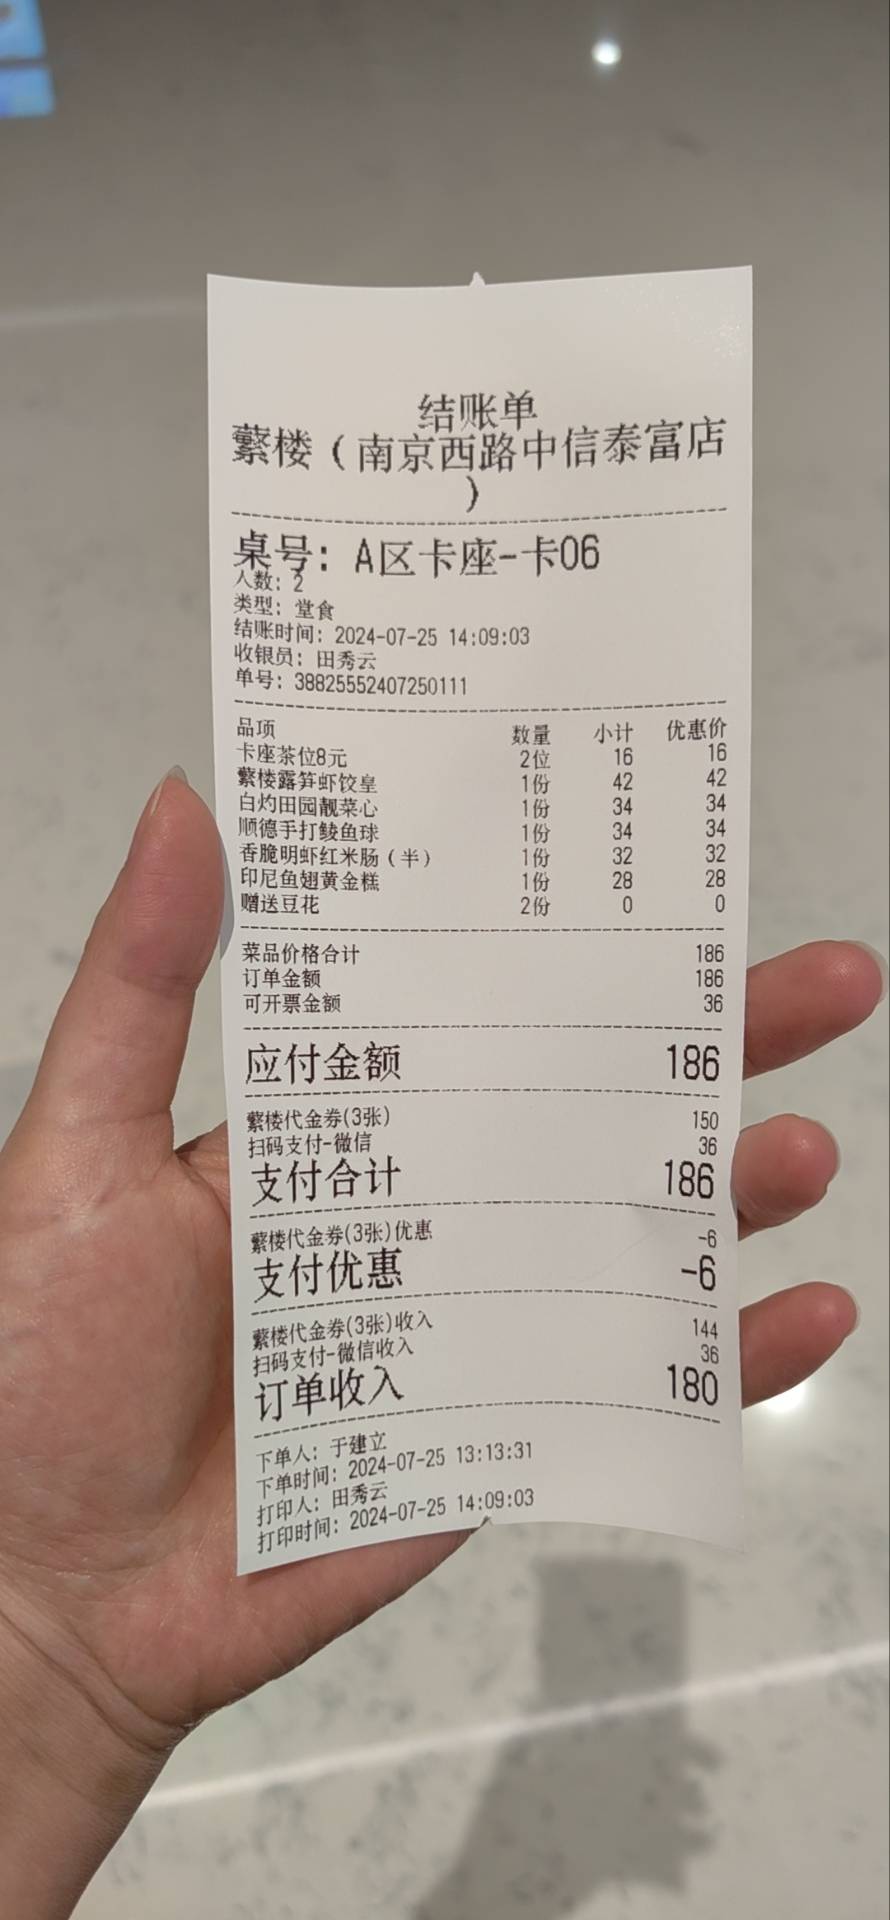 结账单
蘩楼（南京西路中信泰富店
）
桌号：A区卡座-卡06
人数：2
类型：堂食
结账时间：2024-07-25 14:09:03
收银员：田秀云
单号：38825552407250111
品项 数量 小计 优惠价
卡座茶位8元 2位 16 16
蘩楼露笋虾饺皇 1份 42 42
白灼田园靓菜心 1份 34 34
顺德手打鲮鱼球 1份 34 34
香脆明虾红米肠（半） 1份 32 32
印尼鱼翅黄金糕 1份 28 28
赠送豆花 2份 0 0
菜品价格合计 186
订单金额 186
可开票金额 36
应付金额 186
蘩楼代金券(3张) 150
扫码支付-微信 36
支付合计 186
蘩楼代金券(3张)优惠 -6
支付优惠 -6
蘩楼代金券(3张)收入 144
扫码支付-微信收入 36
订单收入 180
下单人：于建立
下单时间：2024-07-25 13:13:31
打印人：田秀云
打印时间：2024-07-25 14:09:03